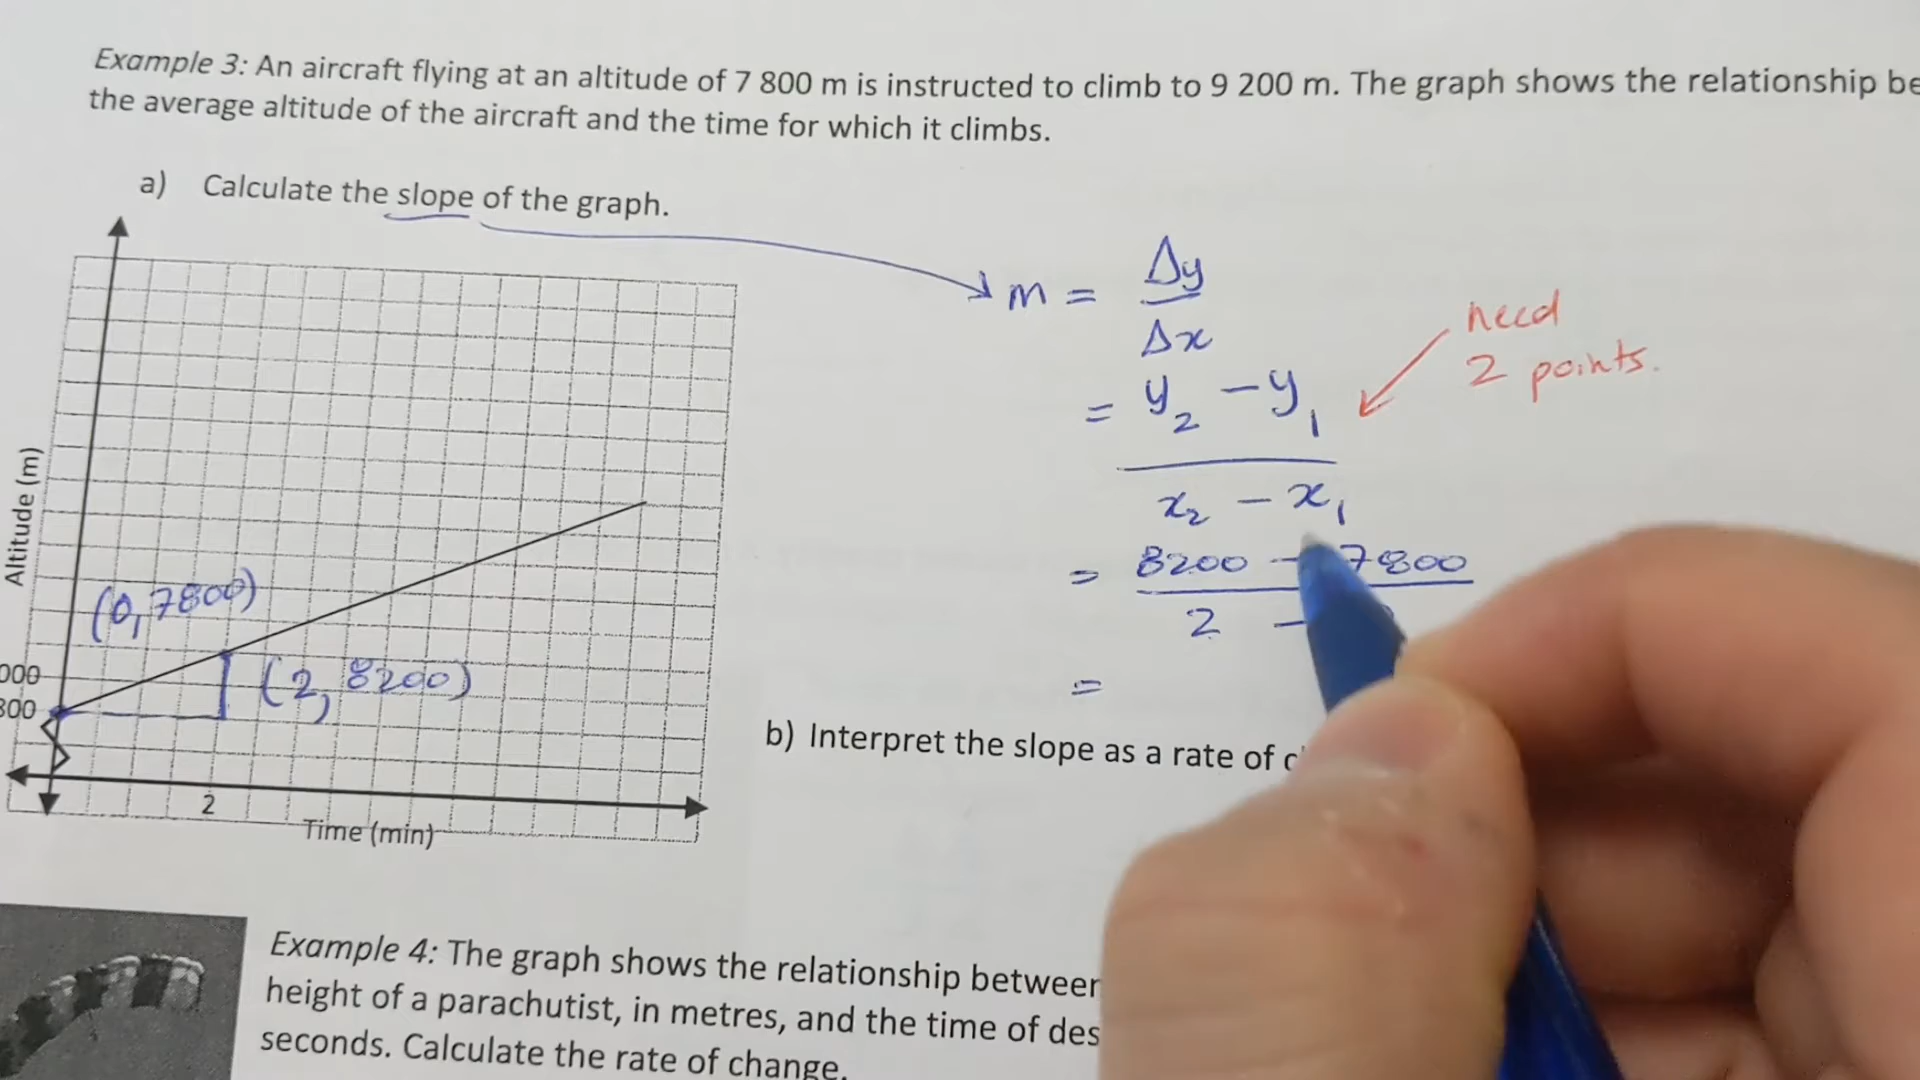 Example 3: An aircraft flying at an altitude of 7 800 m is instructed to climb to 9 200 m. The graph shows the relationship be
the average altitude of the aircraft and the time for which it climbs.
a) Calculate the slope of the graph.
m = Δy
Δx
need
2 points.
= y2 - y1
x2 - x1
= 8200 - 7800
2 -
=
Altitude (m)
(0, 7800)
(2, 8200)
000
800
2
Time (min)
b) Interpret the slope as a rate of c
Example 4: The graph shows the relationship between
height of a parachutist, in metres, and the time of des
seconds. Calculate the rate of change.